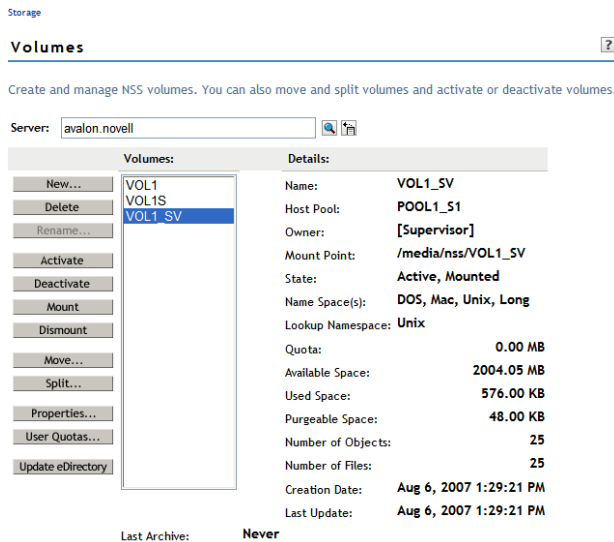 Storage
Volumes
?
Create and manage NSS volumes. You can also move and split volumes and activate or deactivate volumes.
Server: avalon.novell
Volumes: Details:
New...
Delete
Rename...
Activate
Deactivate
Mount
Dismount
Move...
Split...
Properties...
User Quotas...
Update eDirectory
VOL1
VOL1S
VOL1_SV
Name: VOL1_SV
Host Pool: POOL1_S1
Owner: [Supervisor]
Mount Point: /media/nss/VOL1_SV
State: Active, Mounted
Name Space(s): DOS, Mac, Unix, Long
Lookup Namespace: Unix
Quota: 0.00 MB
Available Space: 2004.05 MB
Used Space: 576.00 KB
Purgeable Space: 48.00 KB
Number of Objects: 25
Number of Files: 25
Creation Date: Aug 6, 2007 1:29:21 PM
Last Update: Aug 6, 2007 1:29:21 PM
Last Archive: Never